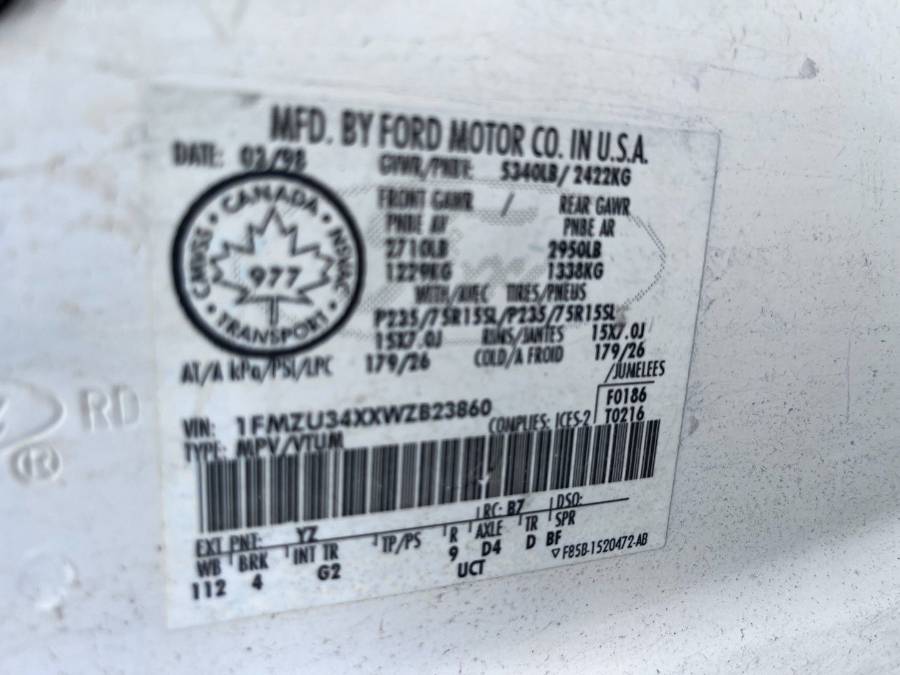 MFD. BY FORD MOTOR CO. IN U.S.A.
DATE: 03/98 GVWR/PNBV: 5340LB/ 2422KG
CANADA
CMVSS NSVAC
977
TRANSPORT
FRONT GAWR / REAR GAWR
PNBE AV PNBE AR
2710LB 2950LB
1229KG 1338KG
WITH/AVEC TIRES/PNEUS
P235/75R15SL/P235/75R15SL
15X7.0J RIMS/JANTES 15X7.0J
AT/A kPa/PSI/LPC 179/26 COLD/A FROID 179/26
/JUMELEES
VIN: 1FMZU34XXWZB23860 F0186
TYPE: MPV/VTUM COMPLIES: ICES-2 T0216
EXT PNT: YZ RC: B7 DSO:
WB BRK INT TR TP/PS R AXLE TR SPR
112 4 G2 9 D4 D BF
UCT F85B-1520472-AB
RD
®